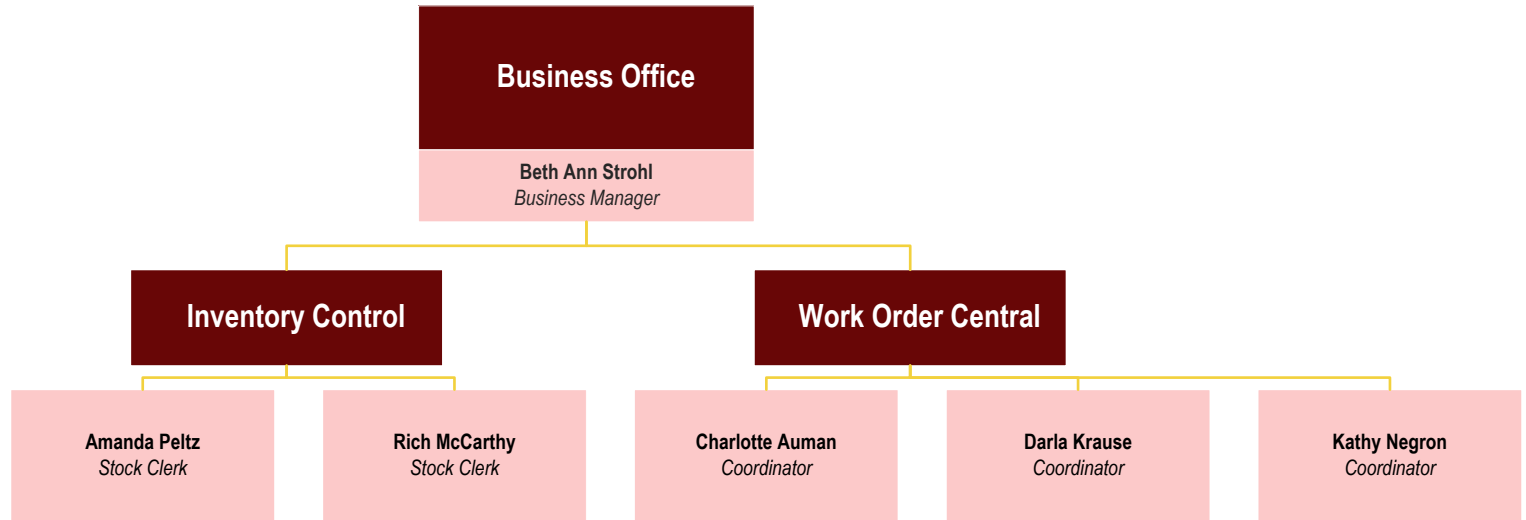 Business Office
Beth Ann Strohl
Business Manager
Inventory Control
Work Order Central
Amanda Peltz
Stock Clerk
Rich McCarthy
Stock Clerk
Charlotte Auman
Coordinator
Darla Krause
Coordinator
Kathy Negron
Coordinator